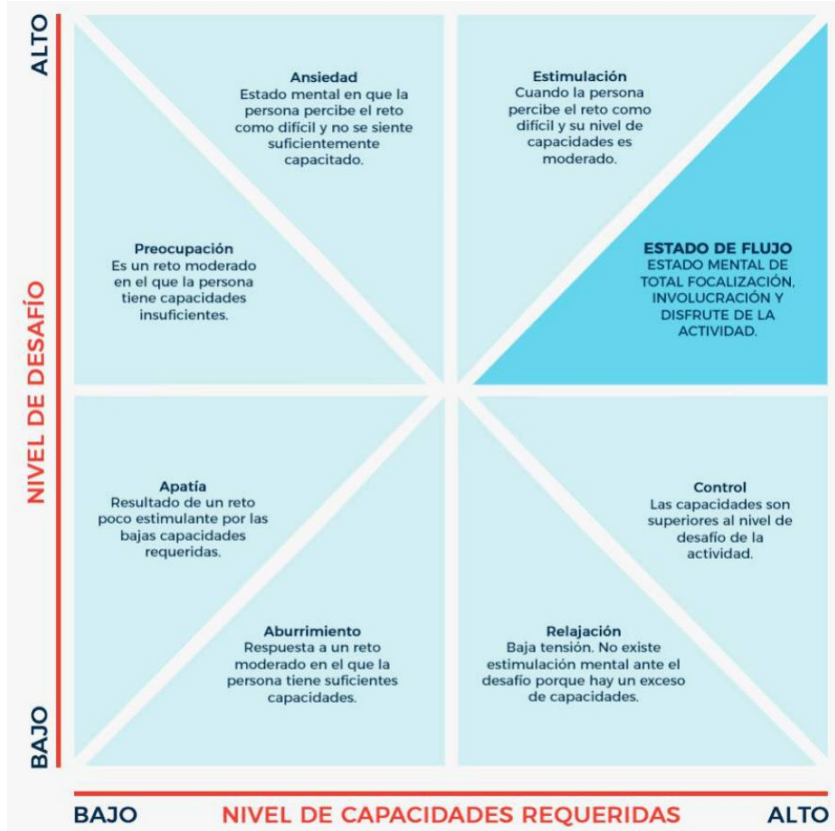 ALTO
NIVEL DE DESAFÍO
BAJO
Ansiedad
Estado mental en que la
persona percibe el reto
como difícil y no se siente
suficientemente
capacitado.
Estimulación
Cuando la persona
percibe el reto como
difícil y su nivel de
capacidades es
moderado.
Preocupación
Es un reto moderado
en el que la persona
tiene capacidades
insuficientes.
ESTADO DE FLUJO
ESTADO MENTAL DE
TOTAL FOCALIZACIÓN,
INVOLUCRACIÓN Y
DISFRUTE DE LA
ACTIVIDAD.
Apatía
Resultado de un reto
poco estimulante por las
bajas capacidades
requeridas.
Control
Las capacidades son
superiores al nivel de
desafío de la
actividad.
Aburrimiento
Respuesta a un reto
moderado en el que la
persona tiene suficientes
capacidades.
Relajación
Baja tensión. No existe
estimulación mental ante el
desafío porque hay un exceso
de capacidades.
BAJO
NIVEL DE CAPACIDADES REQUERIDAS
ALTO